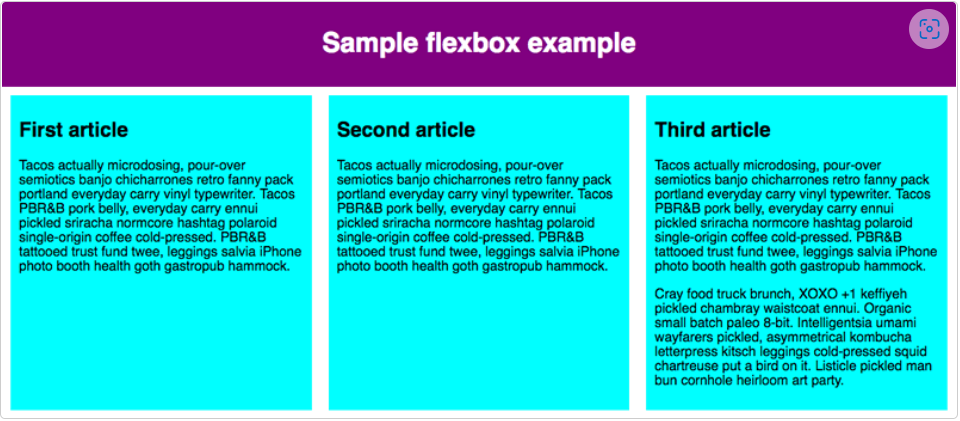 Sample flexbox example
First article
Tacos actually microdosing, pour-over
semiotics banjo chicharrones retro fanny pack
portland everyday carry vinyl typewriter. Tacos
PBR&B pork belly, everyday carry ennui
pickled sriracha normcore hashtag polaroid
single-origin coffee cold-pressed. PBR&B
tattooed trust fund twee, leggings salvia iPhone
photo booth health goth gastropub hammock.
Second article
Tacos actually microdosing, pour-over
semiotics banjo chicharrones retro fanny pack
portland everyday carry vinyl typewriter. Tacos
PBR&B pork belly, everyday carry ennui
pickled sriracha normcore hashtag polaroid
single-origin coffee cold-pressed. PBR&B
tattooed trust fund twee, leggings salvia iPhone
photo booth health goth gastropub hammock.
Third article
Tacos actually microdosing, pour-over
semiotics banjo chicharrones retro fanny pack
portland everyday carry vinyl typewriter. Tacos
PBR&B pork belly, everyday carry ennui
pickled sriracha normcore hashtag polaroid
single-origin coffee cold-pressed. PBR&B
tattooed trust fund twee, leggings salvia iPhone
photo booth health goth gastropub hammock.
Cray food truck brunch, XOXO +1 keffiyeh
pickled chambray waistcoat ennui. Organic
small batch paleo 8-bit. Intelligentsia umami
wayfarers pickled, asymmetrical kombucha
letterpress kitsch leggings cold-pressed squid
chartreuse put a bird on it. Listicle pickled man
bun cornhole heirloom art party.